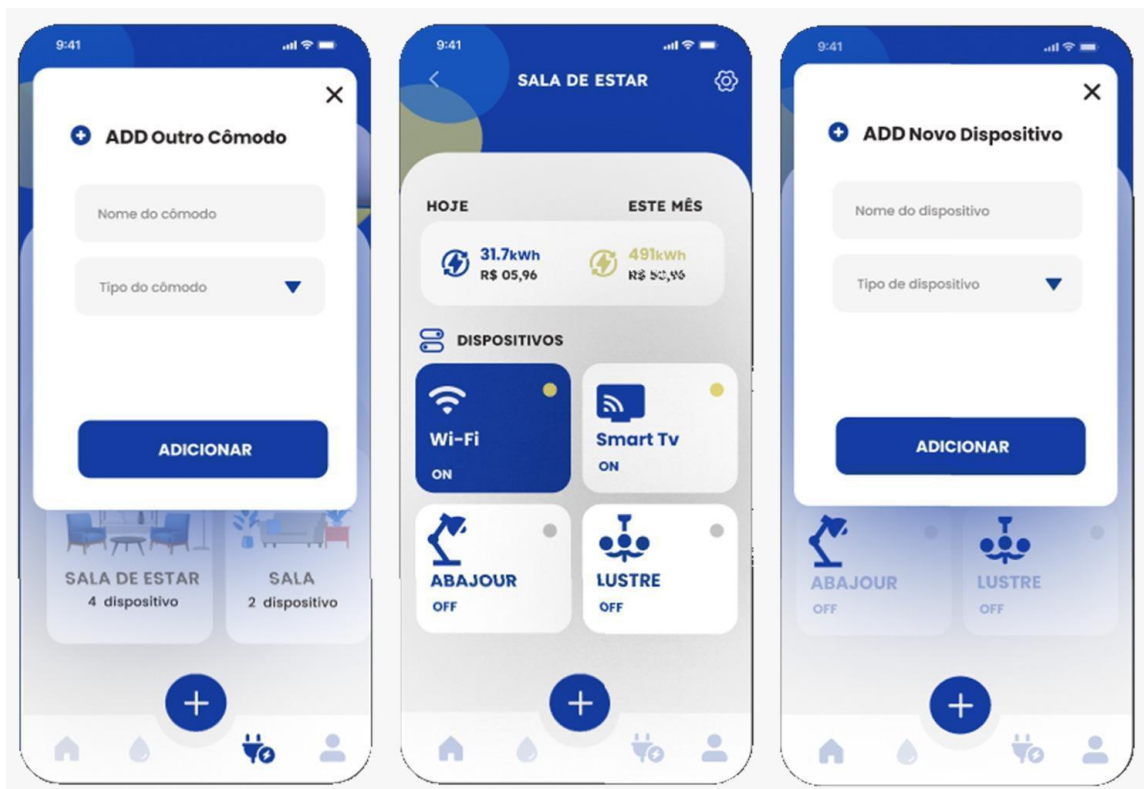 9:41
ADD Outro Cômodo
Nome do cômodo
Tipo do cômodo
ADICIONAR
SALA DE ESTAR
4 dispositivo
SALA
2 dispositivo
9:41
SALA DE ESTAR
HOJE
ESTE MÊS
31.7kWh
R$ 05,96
491kWh
R$
DISPOSITIVOS
Wi-Fi
ON
Smart Tv
ON
ABAJOUR
OFF
LUSTRE
OFF
9:41
ADD Novo Dispositivo
Nome do dispositivo
Tipo de dispositivo
ADICIONAR
ABAJOUR
OFF
LUSTRE
OFF